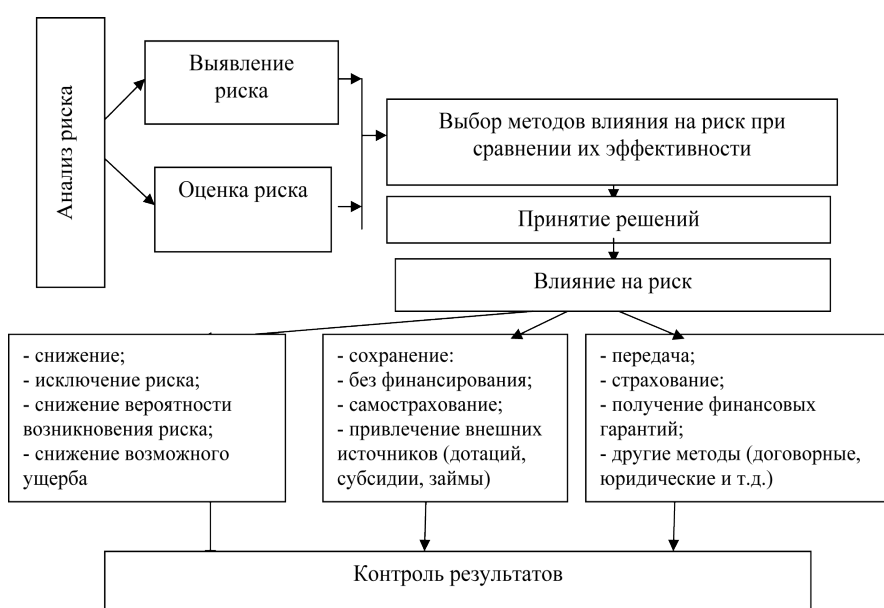 Анализ риска
Выявление
риска
Оценка риска
Выбор методов влияния на риск при
сравнении их эффективности
Принятие решений
Влияние на риск
- снижение;
- исключение риска;
- снижение вероятности
возникновения риска;
- снижение возможного
ущерба
- сохранение:
- без финансирования;
- самострахование;
- привлечение внешних
источников (дотаций,
субсидии, займы)
- передача;
- страхование;
- получение финансовых
гарантий;
- другие методы (договорные,
юридические и т.д.)
Контроль результатов